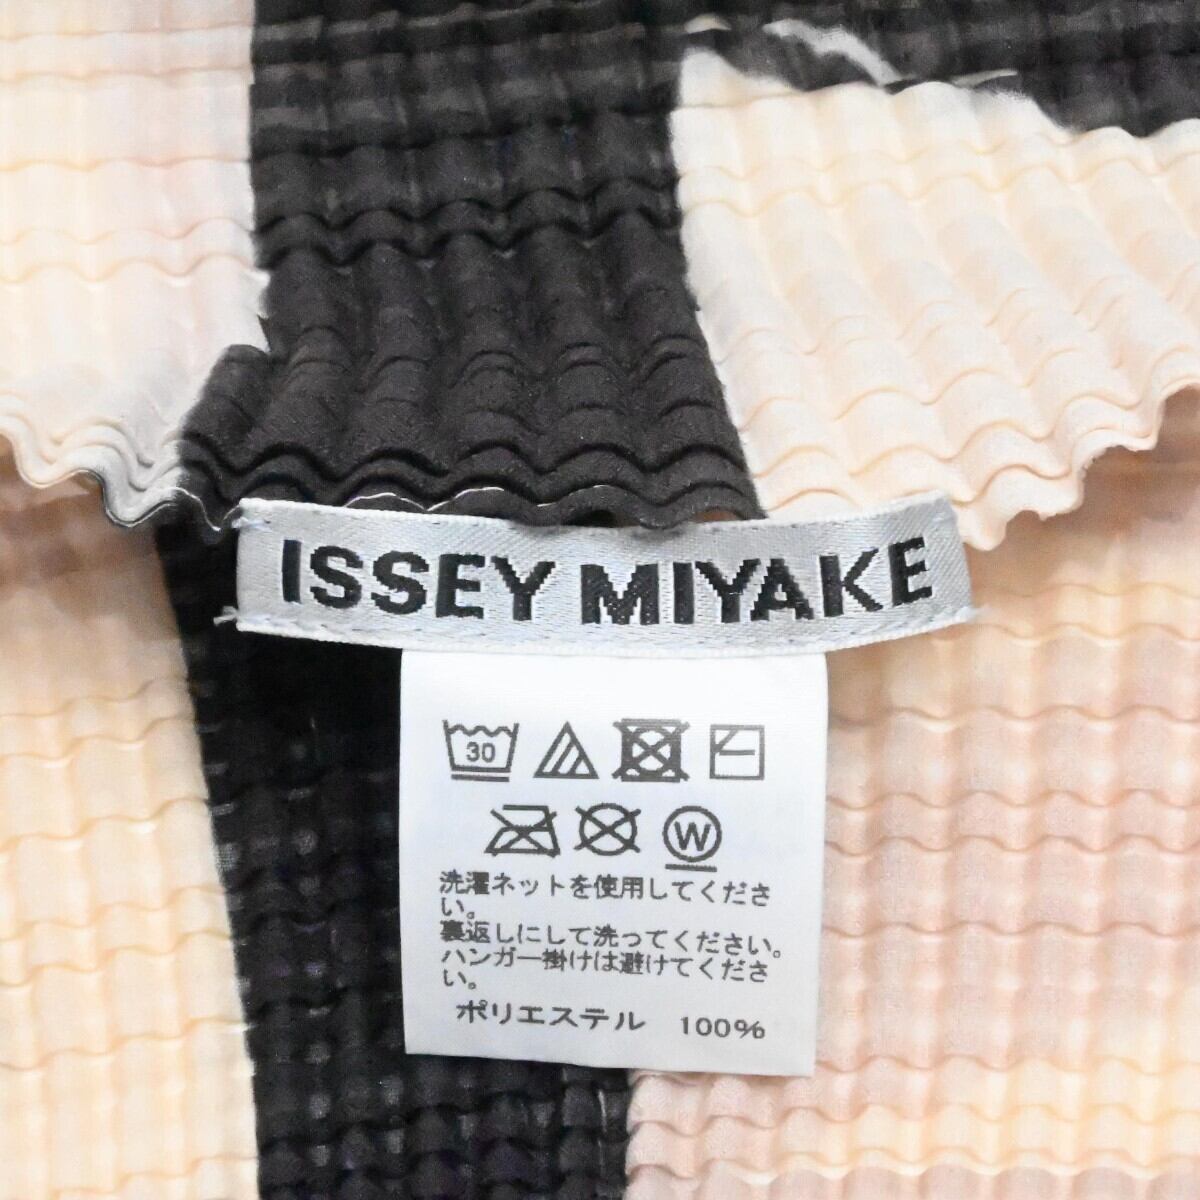 ISSEY MIYAKE
30
W
洗濯ネットを使用してくださ
い。
裏返しにして洗ってください。
ハンガー掛けは避けてくださ
い。
ポリエステル 100%